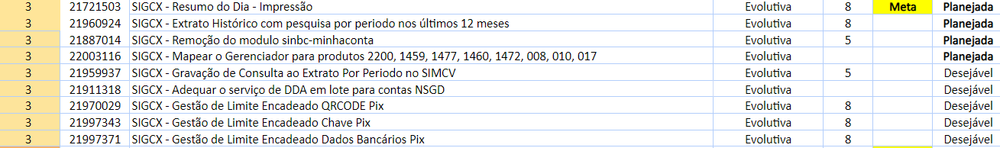 3 21721503 SIGCX - Resumo do Dia - Impressão Evolutiva 8 Meta Planejada
3 21960924 SIGCX - Extrato Histórico com pesquisa por periodo nos últimos 12 meses Evolutiva 8 Planejada
3 21887014 SIGCX - Remoção do modulo sinbc-minhaconta Evolutiva 5 Planejada
3 22003116 SIGCX - Mapear o Gerenciador para produtos 2200, 1459, 1477, 1460, 1472, 008, 010, 017 Evolutiva Planejada
3 21959937 SIGCX - Gravação de Consulta ao Extrato Por Periodo no SIMCV Evolutiva 5 Desejável
3 21911318 SIGCX - Adequar o serviço de DDA em lote para contas NSGD Evolutiva Desejável
3 21970029 SIGCX - Gestão de Limite Encadeado QRCODE Pix Evolutiva 8 Desejável
3 21997343 SIGCX - Gestão de Limite Encadeado Chave Pix Evolutiva 8 Desejável
3 21997371 SIGCX - Gestão de Limite Encadeado Dados Bancários Pix Evolutiva 8 Desejável